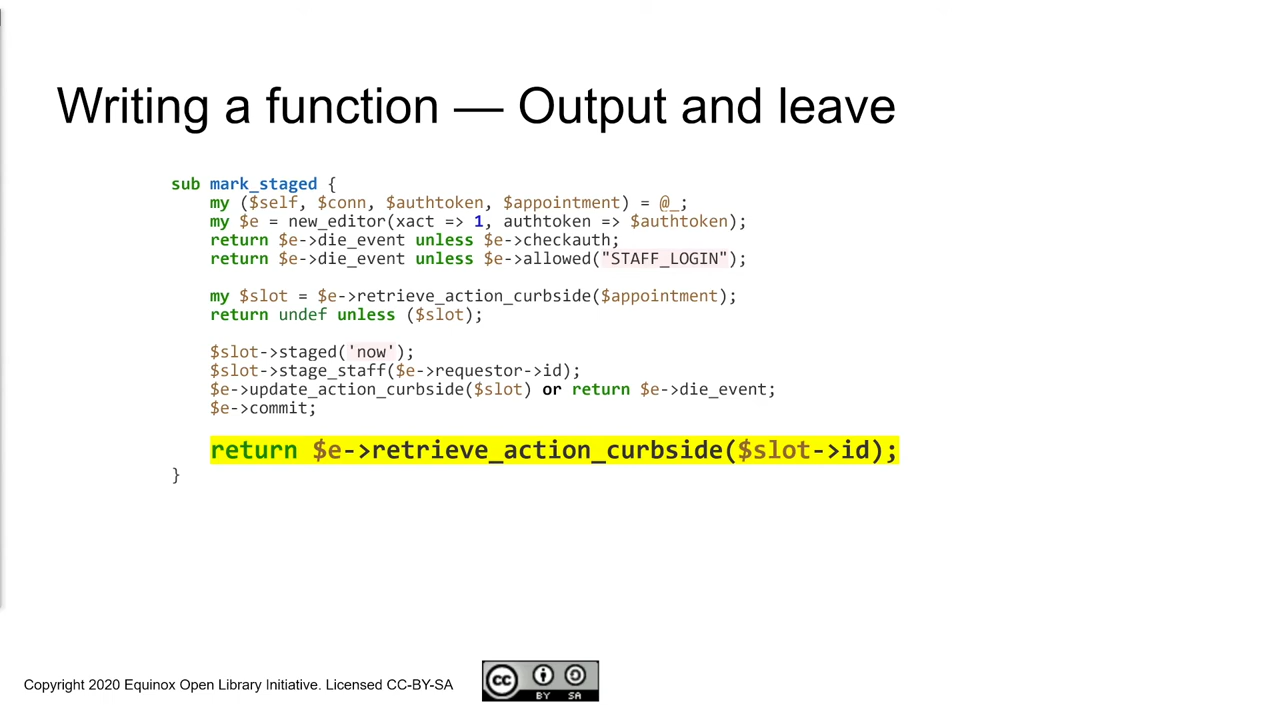 Writing a function — Output and leave
sub mark_staged {
    my ($self, $conn, $authtoken, $appointment) = @_;
    my $e = new_editor(xact => 1, authtoken => $authtoken);
    return $e->die_event unless $e->checkauth;
    return $e->die_event unless $e->allowed("STAFF_LOGIN");
    my $slot = $e->retrieve_action_curbside($appointment);
    return undef unless ($slot);
    $slot->staged('now');
    $slot->stage_staff($e->requestor->id);
    $e->update_action_curbside($slot) or return $e->die_event;
    $e->commit;
    return $e->retrieve_action_curbside($slot->id);
}
Copyright 2020 Equinox Open Library Initiative. Licensed CC-BY-SA
cc BY SA